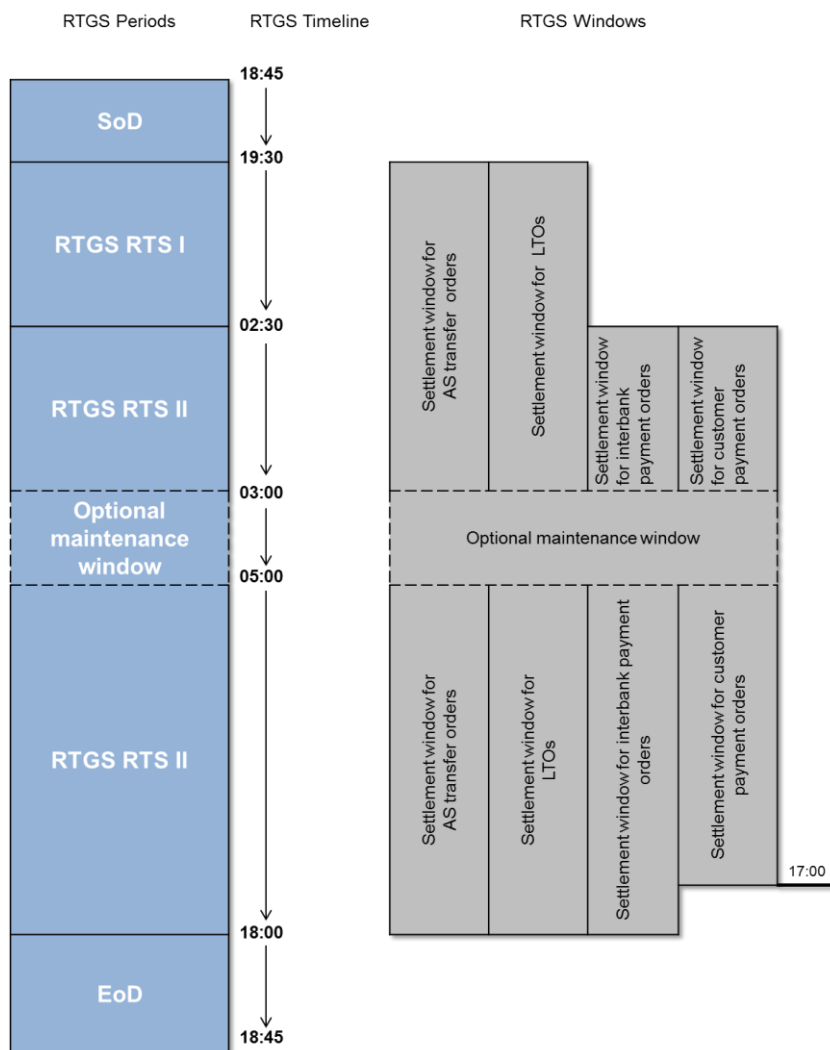 RTGS Periods
RTGS Timeline
RTGS Windows
18:45
SoD
19:30
RTGS RTS I
Settlement window for
AS transfer orders
Settlement window for LTOs
02:30
RTGS RTS II
Settlement window
for interbank
payment orders
Settlement window
for customer
payment orders
03:00
Optional
maintenance
window
Optional maintenance window
05:00
RTGS RTS II
Settlement window for
AS transfer orders
Settlement window for
LTOs
Settlement window for interbank payment
orders
Settlement window for customer
payment orders
17:00
18:00
EoD
18:45